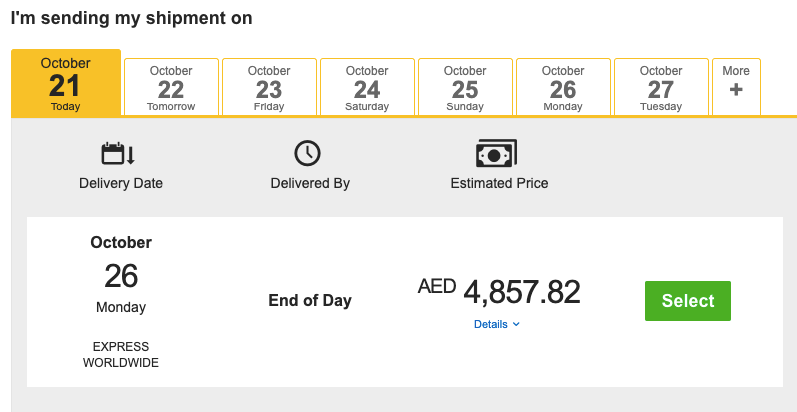 I'm sending my shipment on
October
21
Today
October
22
Tomorrow
October
23
Friday
October
24
Saturday
October
25
Sunday
October
26
Monday
October
27
Tuesday
More
+
Delivery Date
Delivered By
Estimated Price
October
26
Monday
EXPRESS
WORLDWIDE
End of Day
AED 4,857.82
Details
Select